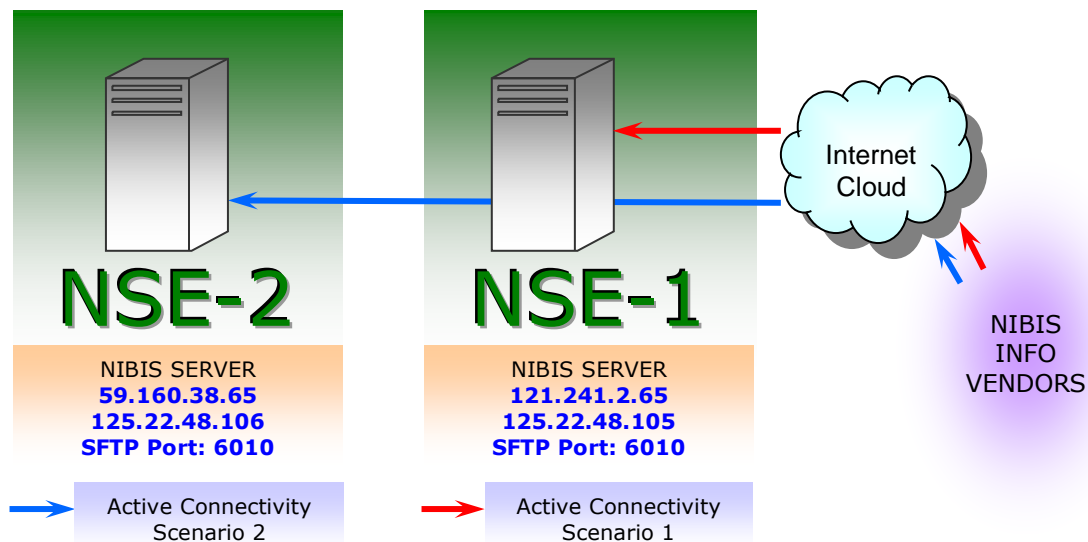 Internet
Cloud
NSE-2
NSE-1
NIBIS
INFO
VENDORS
NIBIS SERVER
59.160.38.65
125.22.48.106
SFTP Port: 6010
NIBIS SERVER
121.241.2.65
125.22.48.105
SFTP Port: 6010
Active Connectivity
Scenario 2
Active Connectivity
Scenario 1